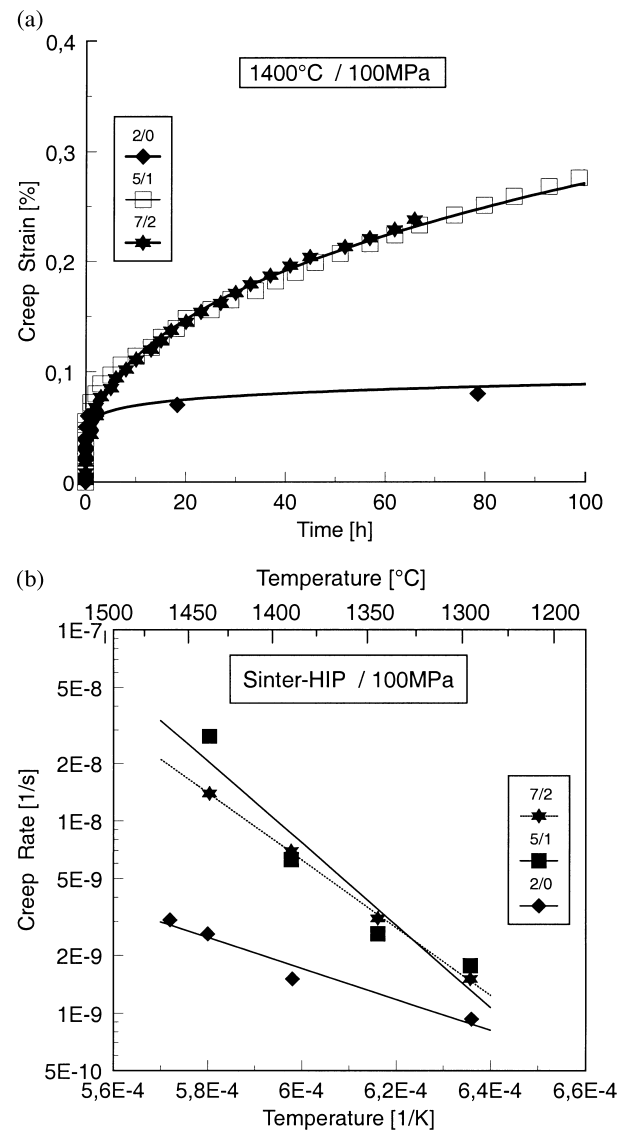 (a)
0,4
0,3
0,2
0,1
0
Creep Strain [%]
1400°C / 100MPa
2/0
5/1
7/2
0 20 40 60 80 100
Time [h]
(b)
Temperature [°C]
1500 1450 1400 1350 1300 1250 1200
1E-7
5E-8
2E-8
1E-8
5E-9
2E-9
1E-9
5E-10
Creep Rate [1/s]
Sinter-HIP / 100MPa
7/2
5/1
2/0
5,6E-4 5,8E-4 6E-4 6,2E-4 6,4E-4 6,6E-4
Temperature [1/K]